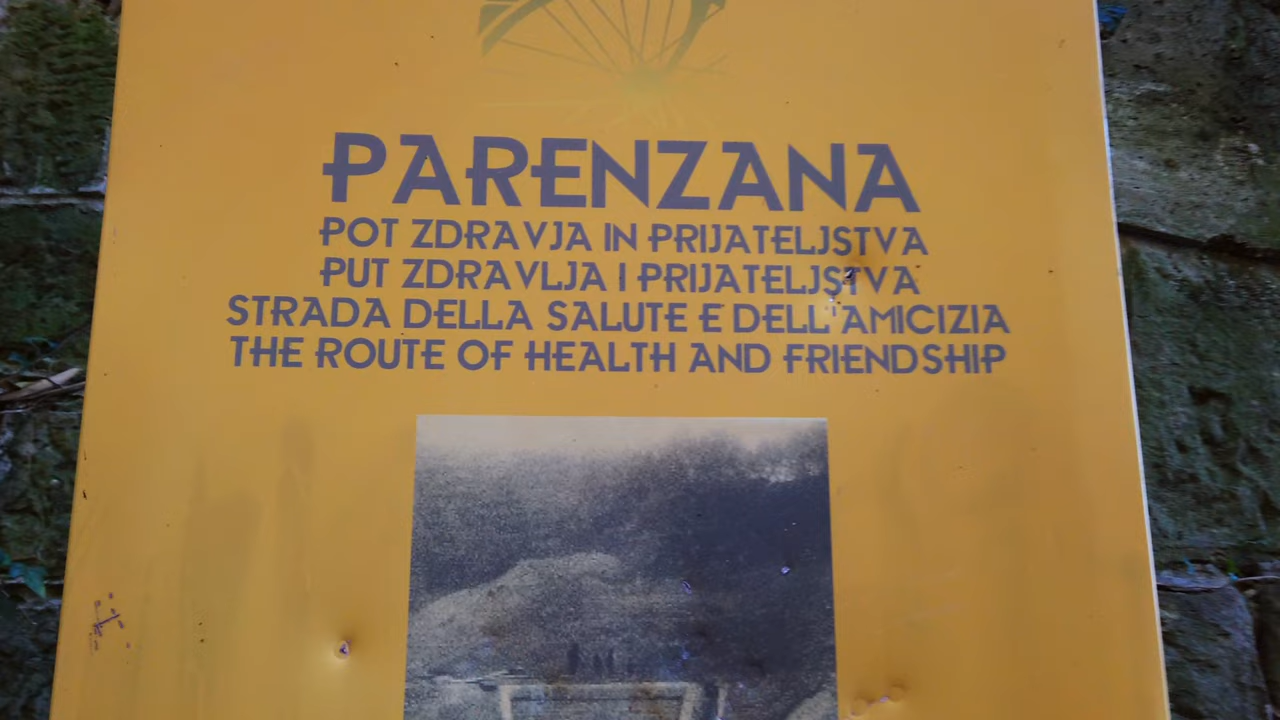 PARENZANA
POT ZDRAVJA IN PRIJATELJSTVA
PUT ZDRAVLJA I PRIJATELJSTVA
STRADA DELLA SALUTE E DELL'AMICIZIA
THE ROUTE OF HEALTH AND FRIENDSHIP